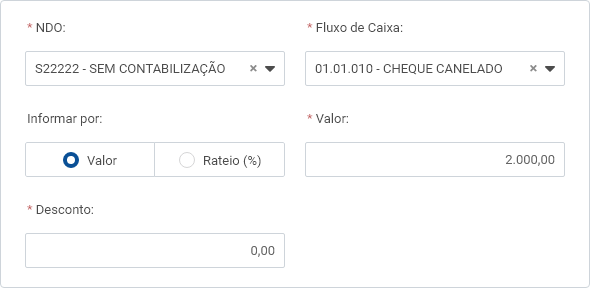 * NDO:
* Fluxo de Caixa:
S22222 - SEM CONTABILIZAÇÃO ×
01.01.010 - CHEQUE CANELADO ×
Informar por:
* Valor:
Valor
Rateio (%)
2.000,00
* Desconto:
0,00